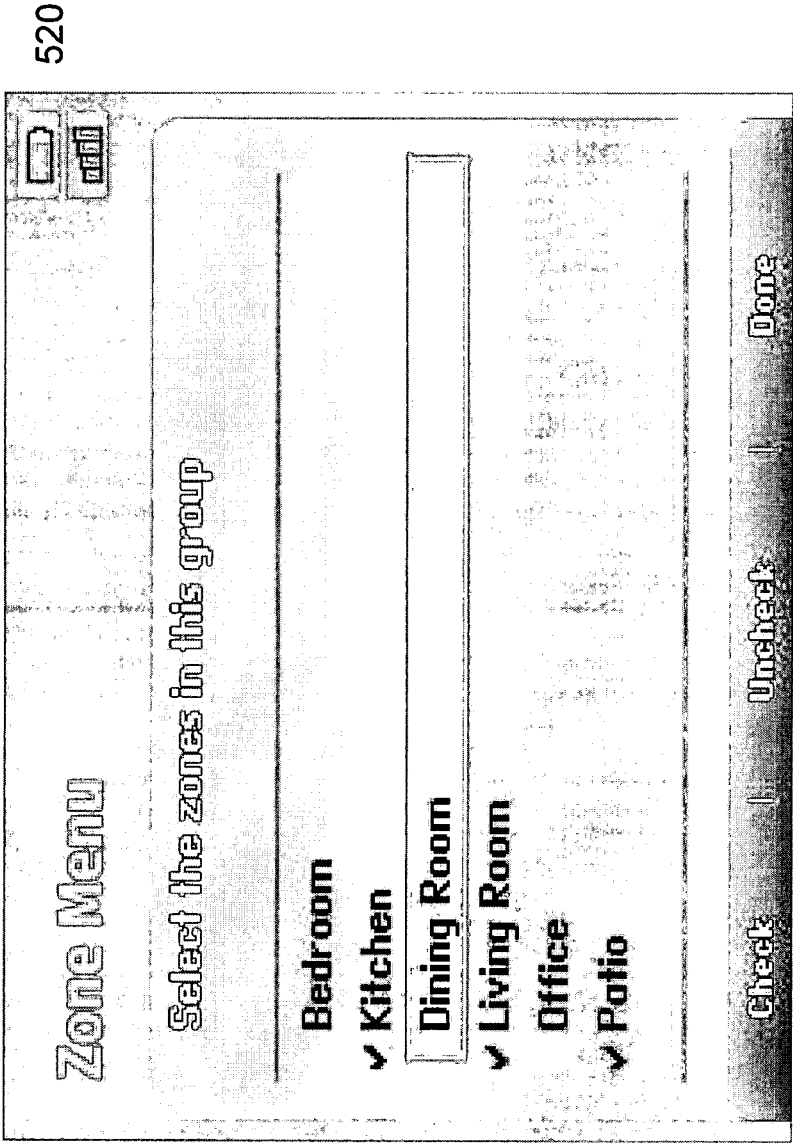 520
Zone Menu
Select the zones in this group
Bedroom
✓ Kitchen
Dining Room
✓ Living Room
Office
✓ Patio
Check | Uncheck | Done